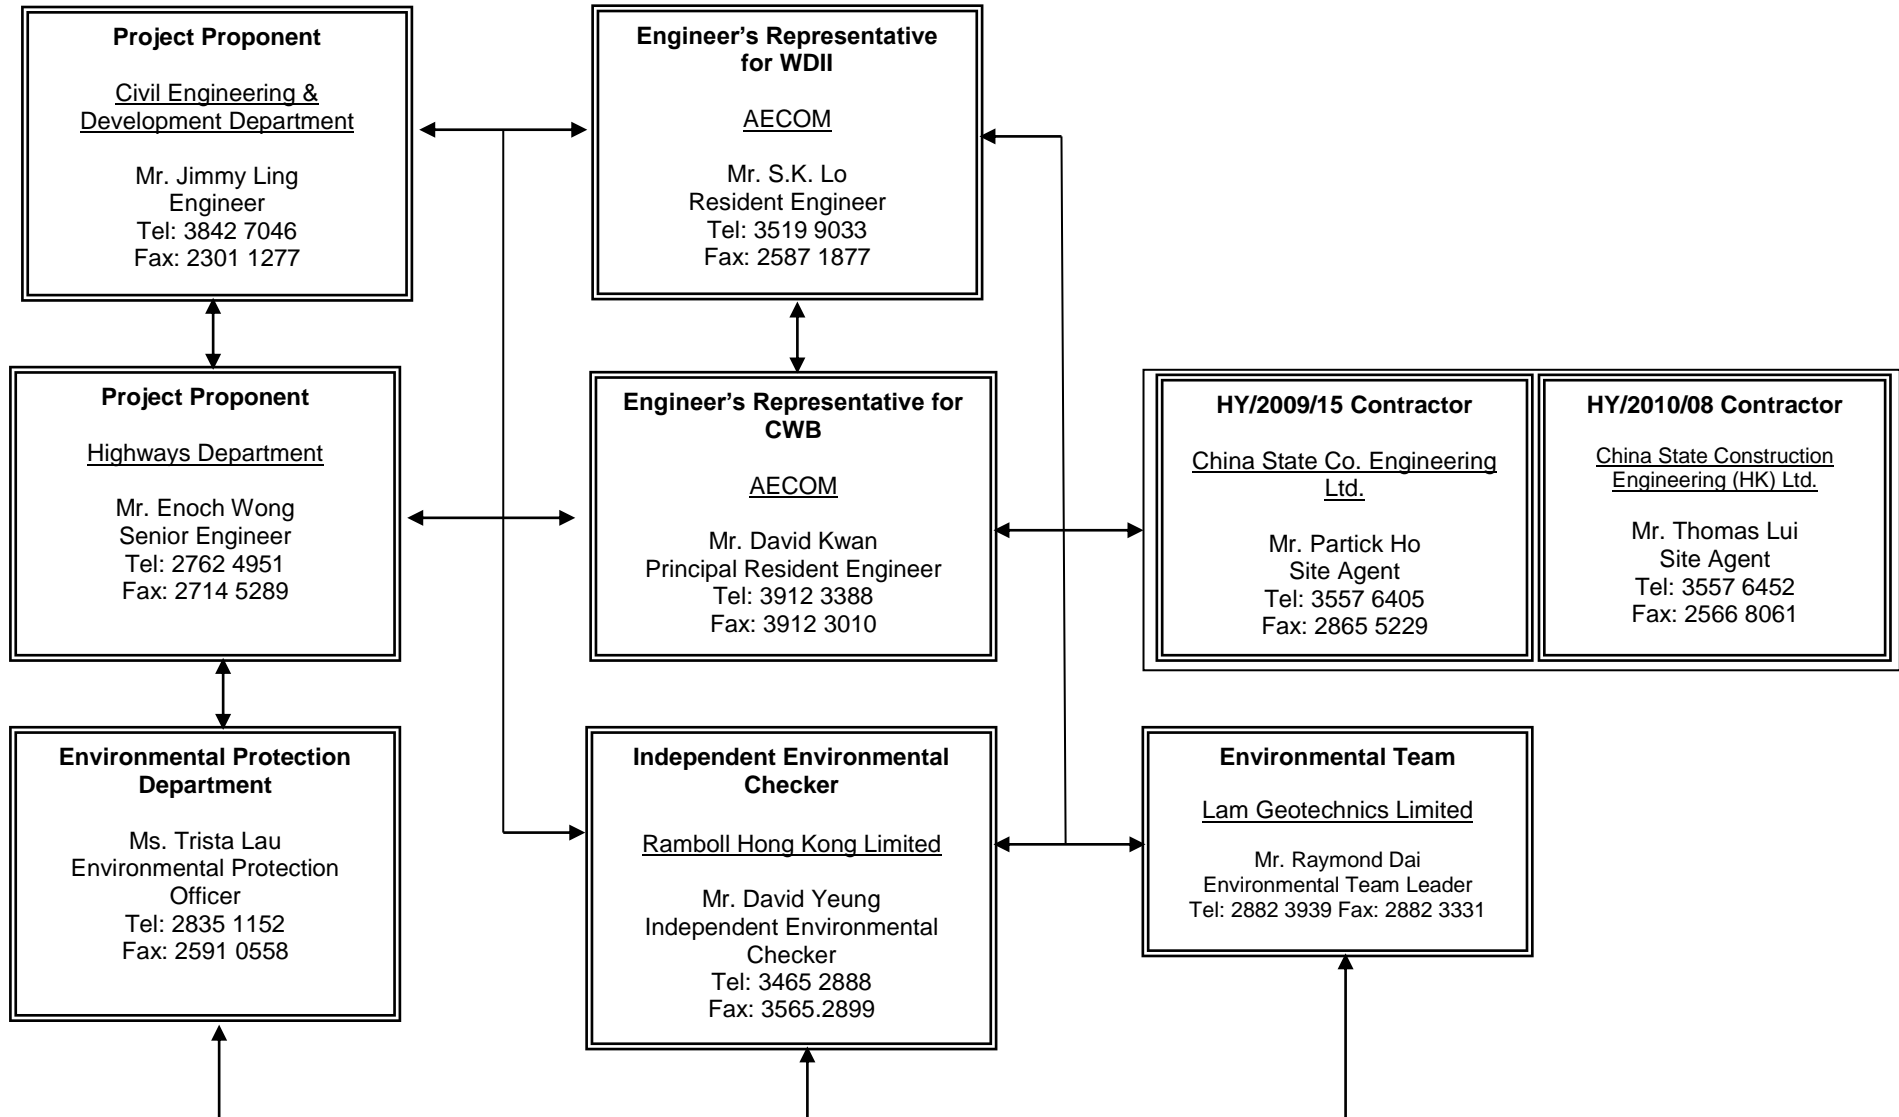 Project Proponent
Civil Engineering &
Development Department
Mr. Jimmy Ling
Engineer
Tel: 3842 7046
Fax: 2301 1277
Engineer’s Representative
for WDII
AECOM
Mr. S.K. Lo
Resident Engineer
Tel: 3519 9033
Fax: 2587 1877
Project Proponent
Highways Department
Mr. Enoch Wong
Senior Engineer
Tel: 2762 4951
Fax: 2714 5289
Engineer’s Representative for
CWB
AECOM
Mr. David Kwan
Principal Resident Engineer
Tel: 3912 3388
Fax: 3912 3010
HY/2009/15 Contractor
China State Co. Engineering
Ltd.
Mr. Partick Ho
Site Agent
Tel: 3557 6405
Fax: 2865 5229
HY/2010/08 Contractor
China State Construction
Engineering (HK) Ltd.
Mr. Thomas Lui
Site Agent
Tel: 3557 6452
Fax: 2566 8061
Environmental Protection
Department
Ms. Trista Lau
Environmental Protection
Officer
Tel: 2835 1152
Fax: 2591 0558
Independent Environmental
Checker
Ramboll Hong Kong Limited
Mr. David Yeung
Independent Environmental
Checker
Tel: 3465 2888
Fax: 3565.2899
Environmental Team
Lam Geotechnics Limited
Mr. Raymond Dai
Environmental Team Leader
Tel: 2882 3939 Fax: 2882 3331